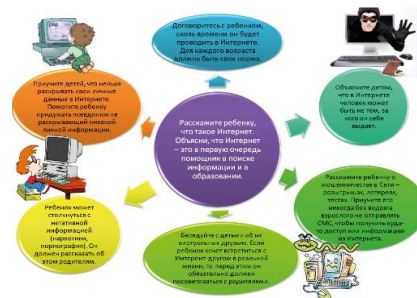 Договоритесь с ребенком,
сколь времени он будет
проводить в Интернете.
Для каждого возраста
должна быть своя норма.
Приучите детей, что нельзя
раскрывать свои личные
данные в Интернете.
Помогите ребенку
придумать псевдоним не
раскрывающий никакой
личной информации.
Объясните детям,
что в Интернете
человек может
быть не тем, за
кого он себя
выдает.
Расскажите ребенку,
что такое Интернет.
Объясни, что Интернет
– это в первую очередь
помощник в поиске
информации и в
образовании.
Ребенок может
столкнуться с
негативной
информацией
(наркотики,
порнография). Он
должен рассказать об
этом родителям.
Расскажите ребенку о
мошенничестве в Сети –
розыгрышах, лотереях,
тестах. Приучите его
никогда без ведома
взрослого не отправлять
СМС, чтобы получить
доступ или информацию
из Интернета.
Беседуйте с детьми об их
виртуальных друзьях. Если
ребенок хочет встретиться с
Интернет другом в реальной
жизни, то перед этим он
обязательно должен
посоветоваться с родителями.